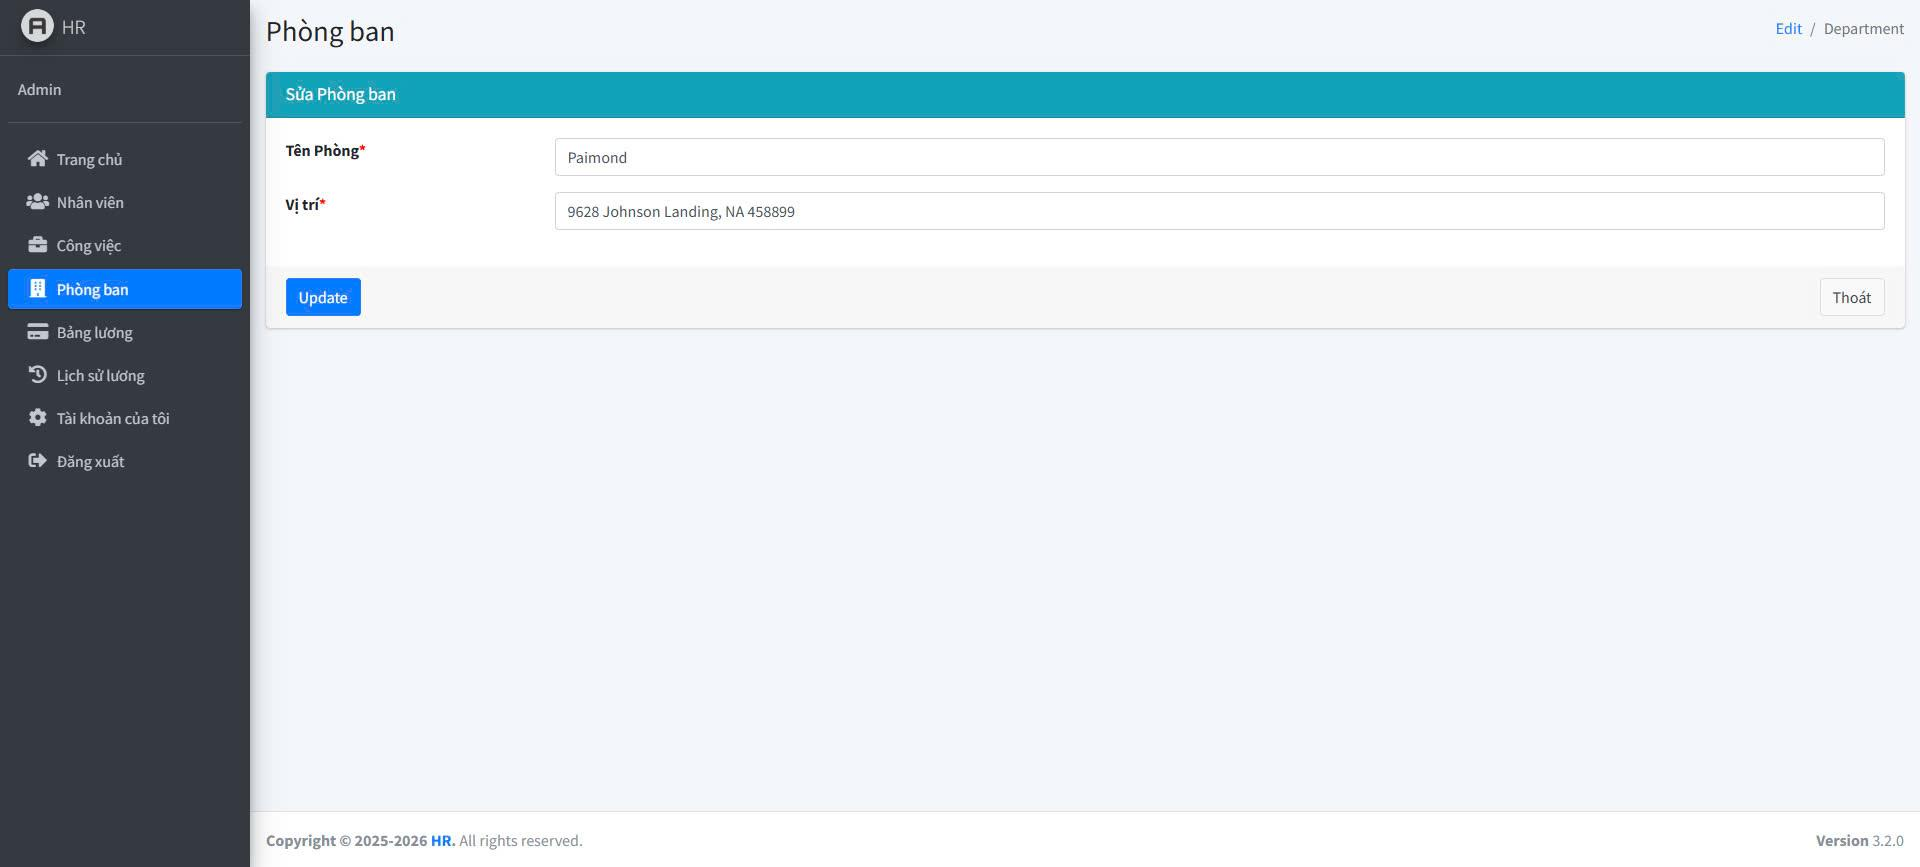 HR
Admin
Trang chủ
Nhân viên
Công việc
Phòng ban
Bảng lương
Lịch sử lương
Tài khoản của tôi
Đăng xuất
Phòng ban
Edit / Department
Sửa Phòng ban
Tên Phòng*
Paimond
Vị trí*
9628 Johnson Landing, NA 458899
Update
Thoát
Copyright © 2025-2026 HR. All rights reserved.
Version 3.2.0